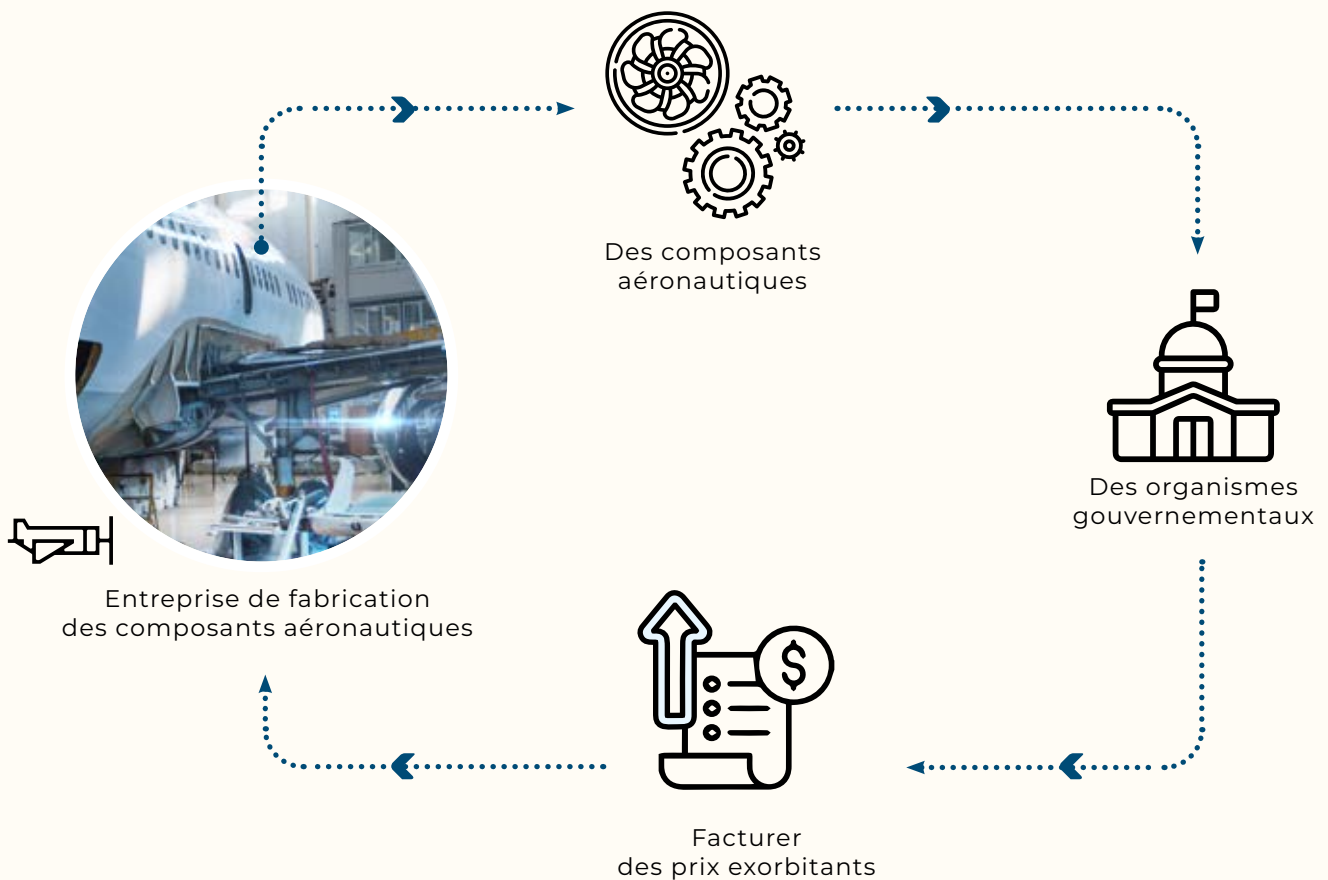 Des composants
aéronautiques
Des organismes
gouvernementaux
Entreprise de fabrication
des composants aéronautiques
$
Facturer
des prix exorbitants